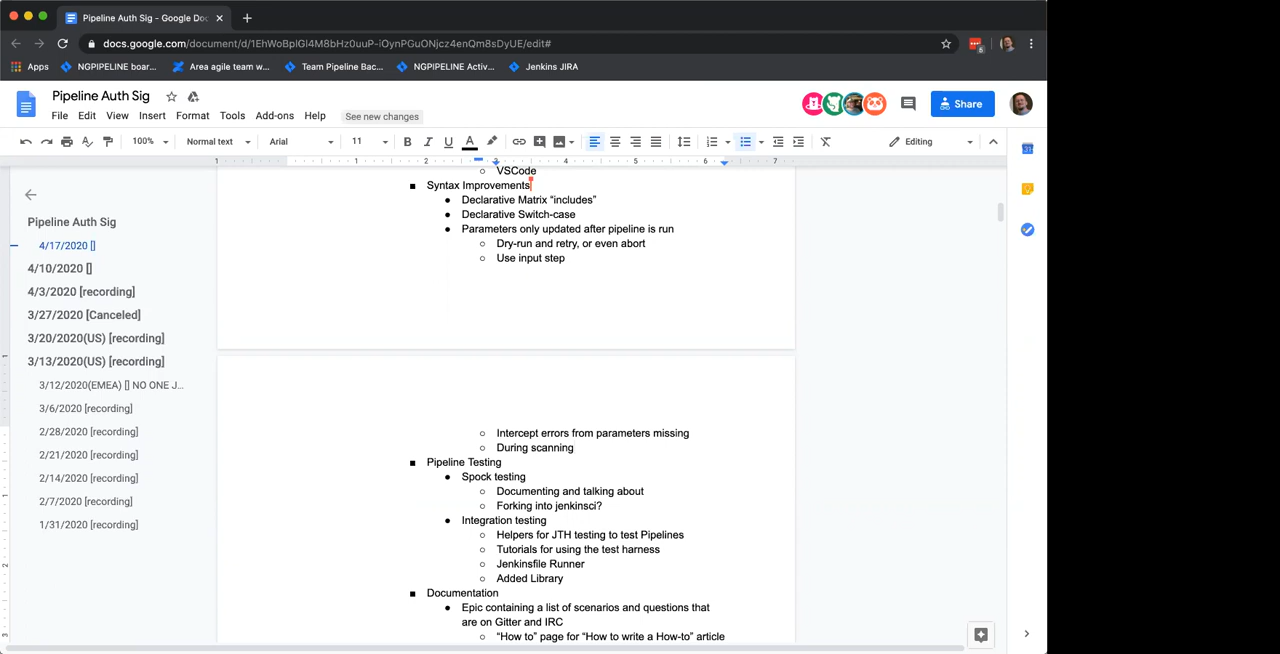 Pipeline Auth Sig - Google Doc
docs.google.com/document/d/1EhWoBplGl4M8bHz0uuP-iOynPGuONjcz4enQm8sDyUE/edit#
Apps NGPIPELINE boar... Area agile team w... Team Pipeline Bac... NGPIPELINE Activ... Jenkins JIRA
Pipeline Auth Sig
File Edit View Insert Format Tools Add-ons Help See new changes
Share
100% Normal text Arial 11 Editing
1 1 2 3 4 5 6 7
Pipeline Auth Sig
4/17/2020 []
4/10/2020 []
4/3/2020 [recording]
3/27/2020 [Canceled]
3/20/2020(US) [recording]
3/13/2020(US) [recording]
3/12/2020(EMEA) [] NO ONE J...
3/6/2020 [recording]
2/28/2020 [recording]
2/21/2020 [recording]
2/14/2020 [recording]
2/7/2020 [recording]
1/31/2020 [recording]
VSCode
Syntax Improvements
Declarative Matrix “includes”
Declarative Switch-case
Parameters only updated after pipeline is run
Dry-run and retry, or even abort
Use input step
Intercept errors from parameters missing
During scanning
Pipeline Testing
Spock testing
Documenting and talking about
Forking into jenkinsci?
Integration testing
Helpers for JTH testing to test Pipelines
Tutorials for using the test harness
Jenkinsfile Runner
Added Library
Documentation
Epic containing a list of scenarios and questions that
are on Gitter and IRC
“How to” page for “How to write a How-to” article